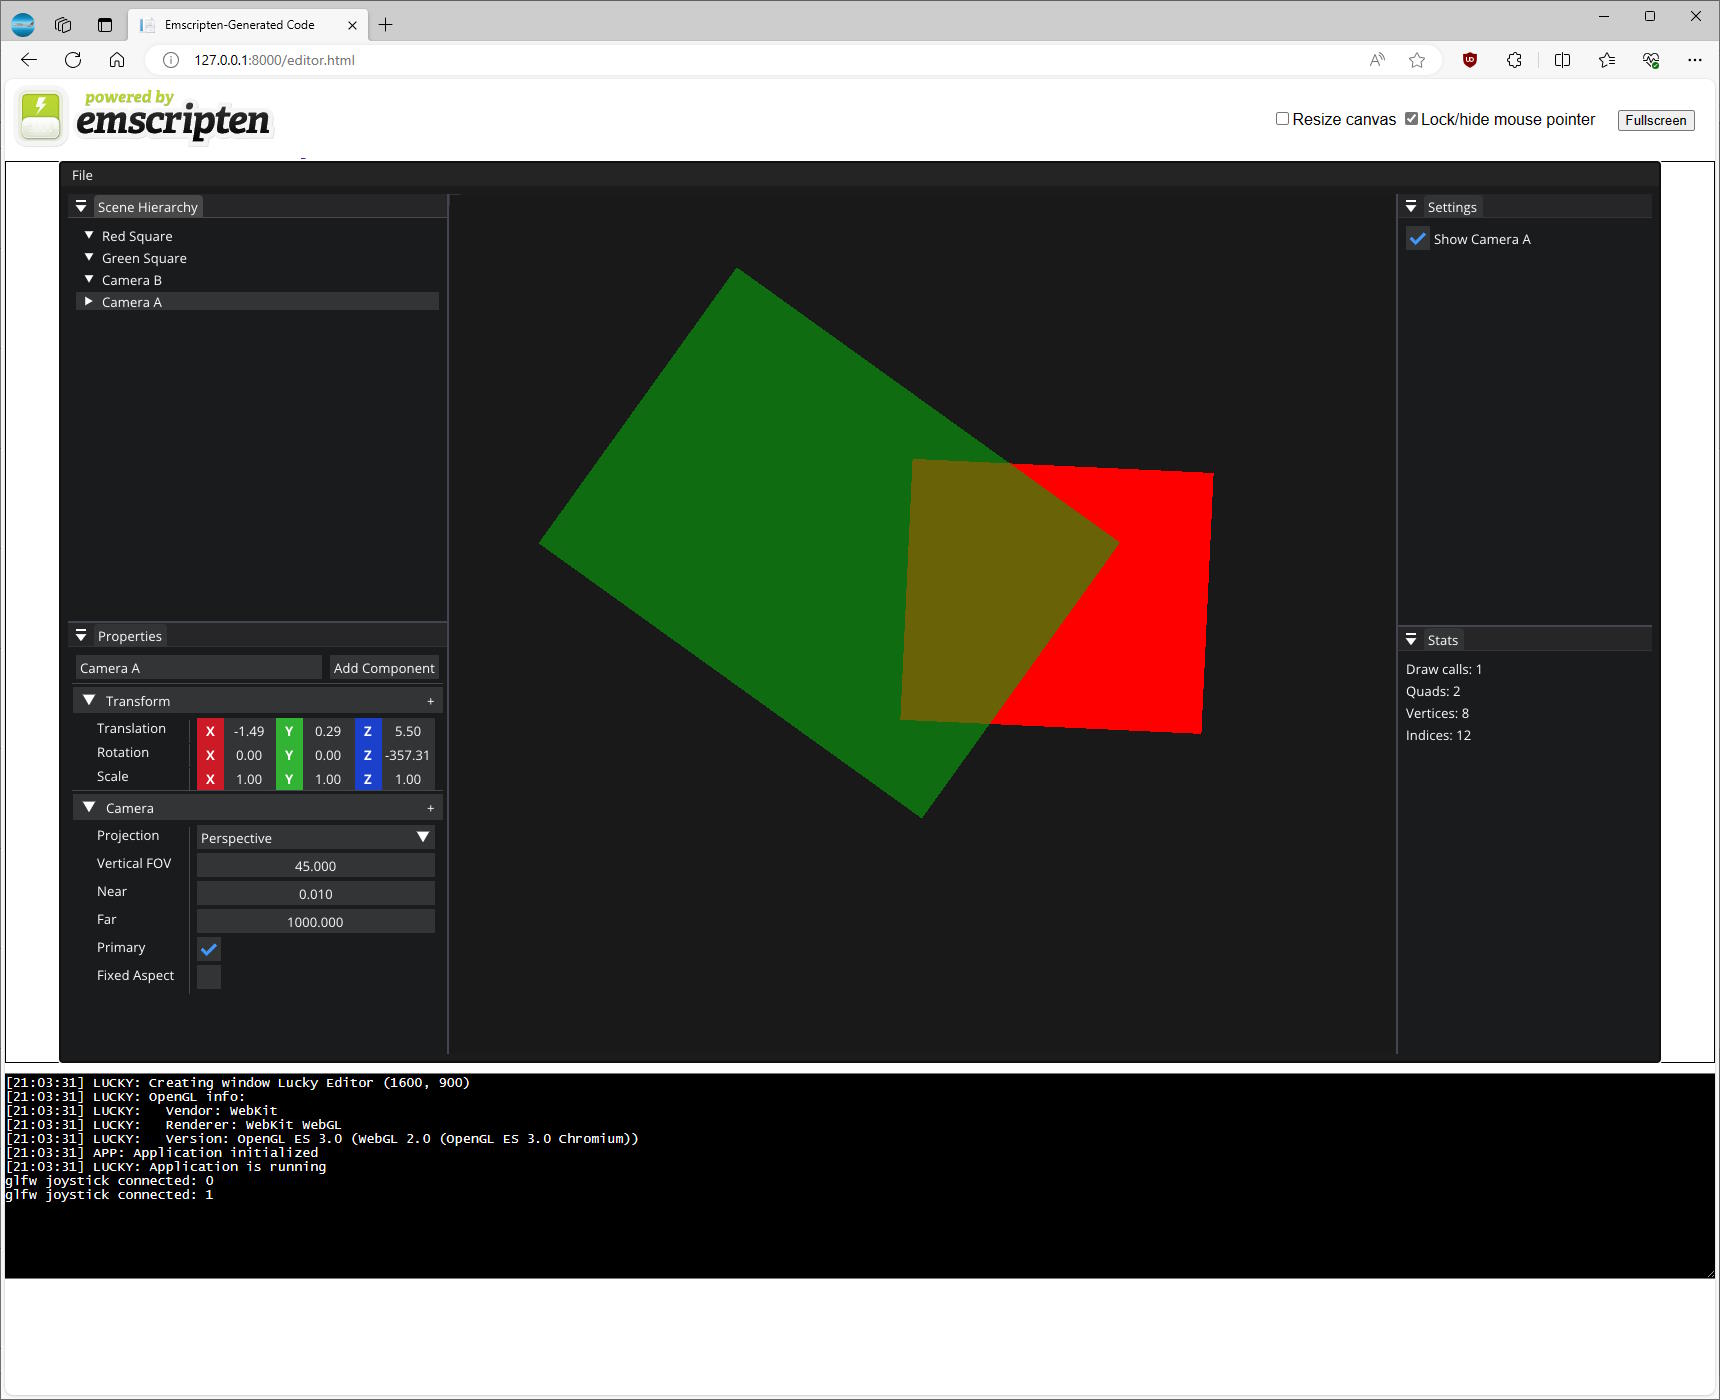 Emscripten-Generated Code
127.0.0.1:8000/editor.html
powered by
emscripten
Resize canvas Lock/hide mouse pointer Fullscreen
File
Scene Hierarchy
Red Square
Green Square
Camera B
Camera A
Properties
Camera A Add Component
Transform +
Translation X -1.49 Y 0.29 Z 5.50
Rotation X 0.00 Y 0.00 Z -357.31
Scale X 1.00 Y 1.00 Z 1.00
Camera +
Projection Perspective
Vertical FOV 45.000
Near 0.010
Far 1000.000
Primary
Fixed Aspect
Settings
Show Camera A
Stats
Draw calls: 1
Quads: 2
Vertices: 8
Indices: 12
[21:03:31] LUCKY: Creating window Lucky Editor (1600, 900)
[21:03:31] LUCKY: OpenGL info:
[21:03:31] LUCKY:   Vendor: WebKit
[21:03:31] LUCKY:   Renderer: WebKit WebGL
[21:03:31] LUCKY:   Version: OpenGL ES 3.0 (WebGL 2.0 (OpenGL ES 3.0 Chromium))
[21:03:31] APP: Application initialized
[21:03:31] LUCKY: Application is running
glfw joystick connected: 0
glfw joystick connected: 1